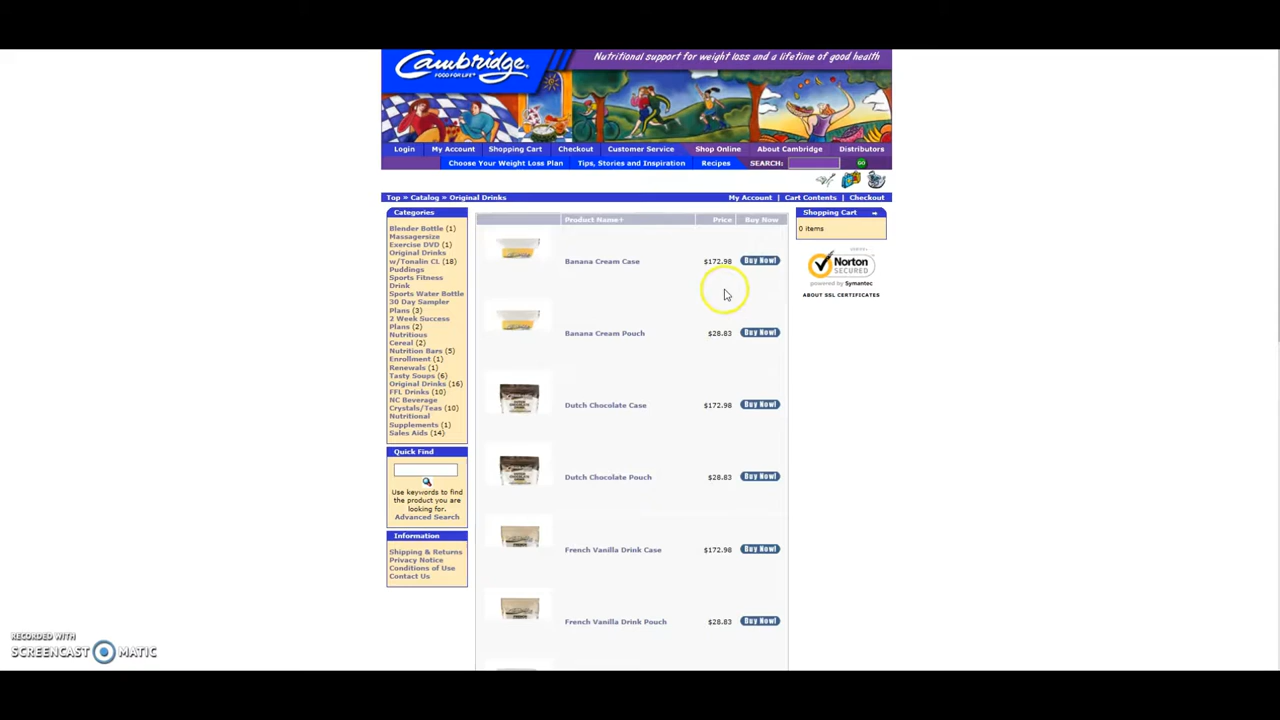 Cambridge
FOOD FOR LIFE
Nutritional support for weight loss and a lifetime of good health
Login My Account Shopping Cart Checkout Customer Service Shop Online About Cambridge Distributors
Choose Your Weight Loss Plan Tips, Stories and Inspiration Recipes SEARCH: GO
Top » Catalog » Original Drinks My Account | Cart Contents | Checkout
Categories
Blender Bottle (1)
Massagersize
Exercise DVD (1)
Original Drinks
w/Tonalin CL (18)
Puddings
Sports Fitness
Drink
Sports Water Bottle
30 Day Sampler
Plans (3)
2 Week Success
Plans (2)
Nutritious
Cereal (2)
Nutrition Bars (5)
Enrollment (1)
Renewals (1)
Tasty Soups (6)
Original Drinks (16)
FFL Drinks (10)
NC Beverage
Crystals/Teas (10)
Nutritional
Supplements (1)
Sales Aids (14)
Quick Find
Use keywords to find
the product you are
looking for.
Advanced Search
Information
Shipping & Returns
Privacy Notice
Conditions of Use
Contact Us
Product Name+ Price Buy Now
Banana Cream Case $172.98 Buy Now!
Banana Cream Pouch $28.83 Buy Now!
Dutch Chocolate Case $172.98 Buy Now!
Dutch Chocolate Pouch $28.83 Buy Now!
French Vanilla Drink Case $172.98 Buy Now!
French Vanilla Drink Pouch $28.83 Buy Now!
Shopping Cart
0 items
Norton
SECURED
powered by Symantec
ABOUT SSL CERTIFICATES
RECORDED WITH
SCREENCAST MATIC